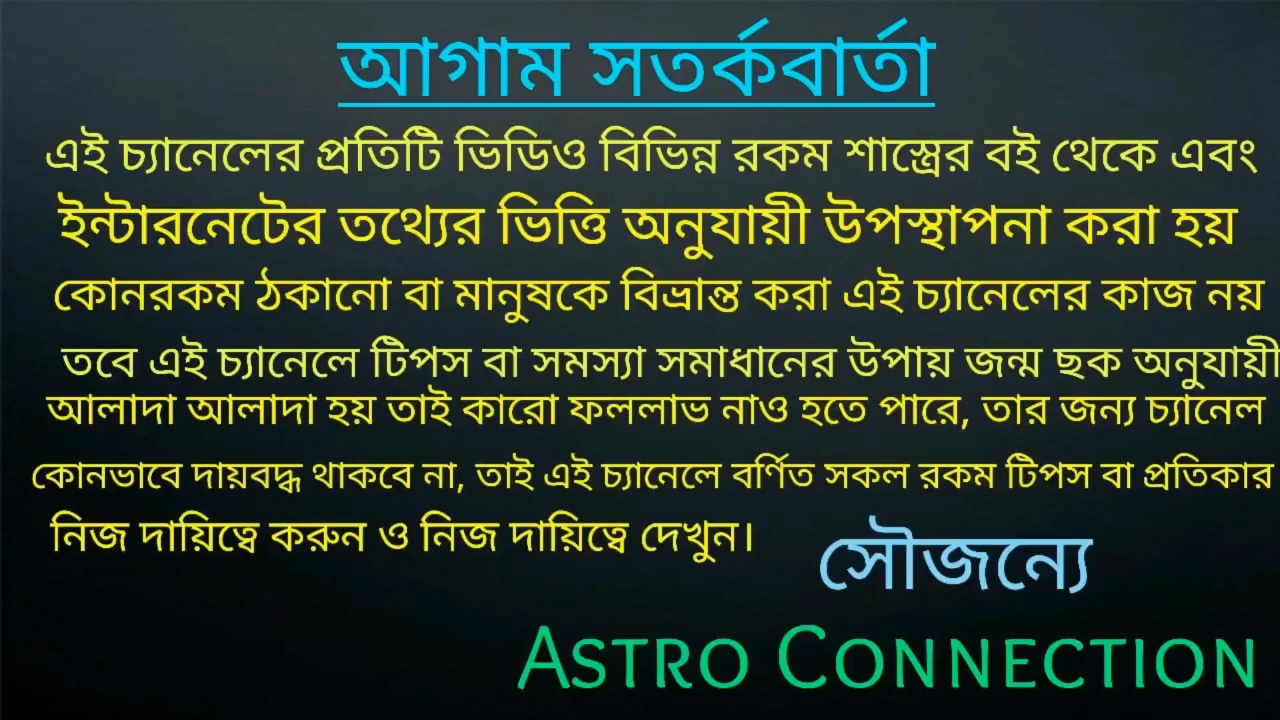 আগাম সতর্কবার্তা
এই চ্যানেলের প্রতিটি ভিডিও বিভিন্ন রকম শাস্ত্রের বই থেকে এবং
ইন্টারনেটের তথ্যের ভিত্তি অনুযায়ী উপস্থাপনা করা হয়
কোনরকম ঠকানো বা মানুষকে বিভ্রান্ত করা এই চ্যানেলের কাজ নয়
তবে এই চ্যানেলে টিপস বা সমস্যা সমাধানের উপায় জন্ম ছক অনুযায়ী
আলাদা আলাদা হয় তাই কারো ফললাভ নাও হতে পারে, তার জন্য চ্যানেল
কোনভাবে দায়বদ্ধ থাকবে না, তাই এই চ্যানেলে বর্ণিত সকল রকম টিপস বা প্রতিকার
নিজ দায়িত্বে করুন ও নিজ দায়িত্বে দেখুন।
সৌজন্যে
ASTRO CONNECTION